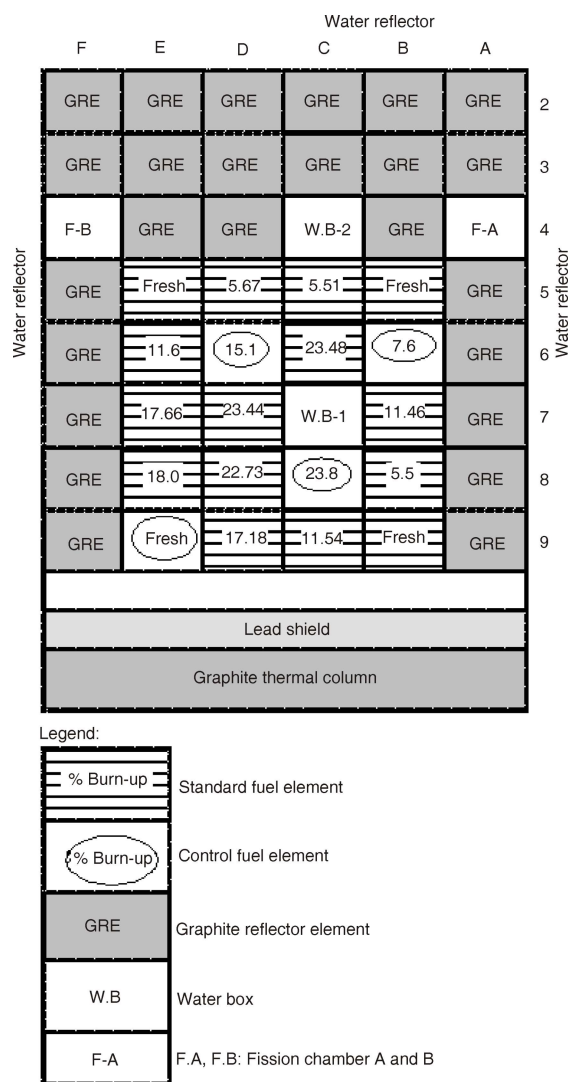 Water reflector
F E D C B A
GRE GRE GRE GRE GRE GRE 2
GRE GRE GRE GRE GRE GRE 3
F-B GRE GRE W.B-2 GRE F-A 4
Water reflector
Water reflector
GRE Fresh 5.67 5.51 Fresh GRE 5
GRE 11.6 15.1 23.48 7.6 GRE 6
GRE 17.66 23.44 W.B-1 11.46 GRE 7
GRE 18.0 22.73 23.8 5.5 GRE 8
GRE Fresh 17.18 11.54 Fresh GRE 9
Lead shield
Graphite thermal column
Legend:
% Burn-up Standard fuel element
% Burn-up Control fuel element
GRE Graphite reflector element
W.B Water box
F-A F.A, F.B: Fission chamber A and B